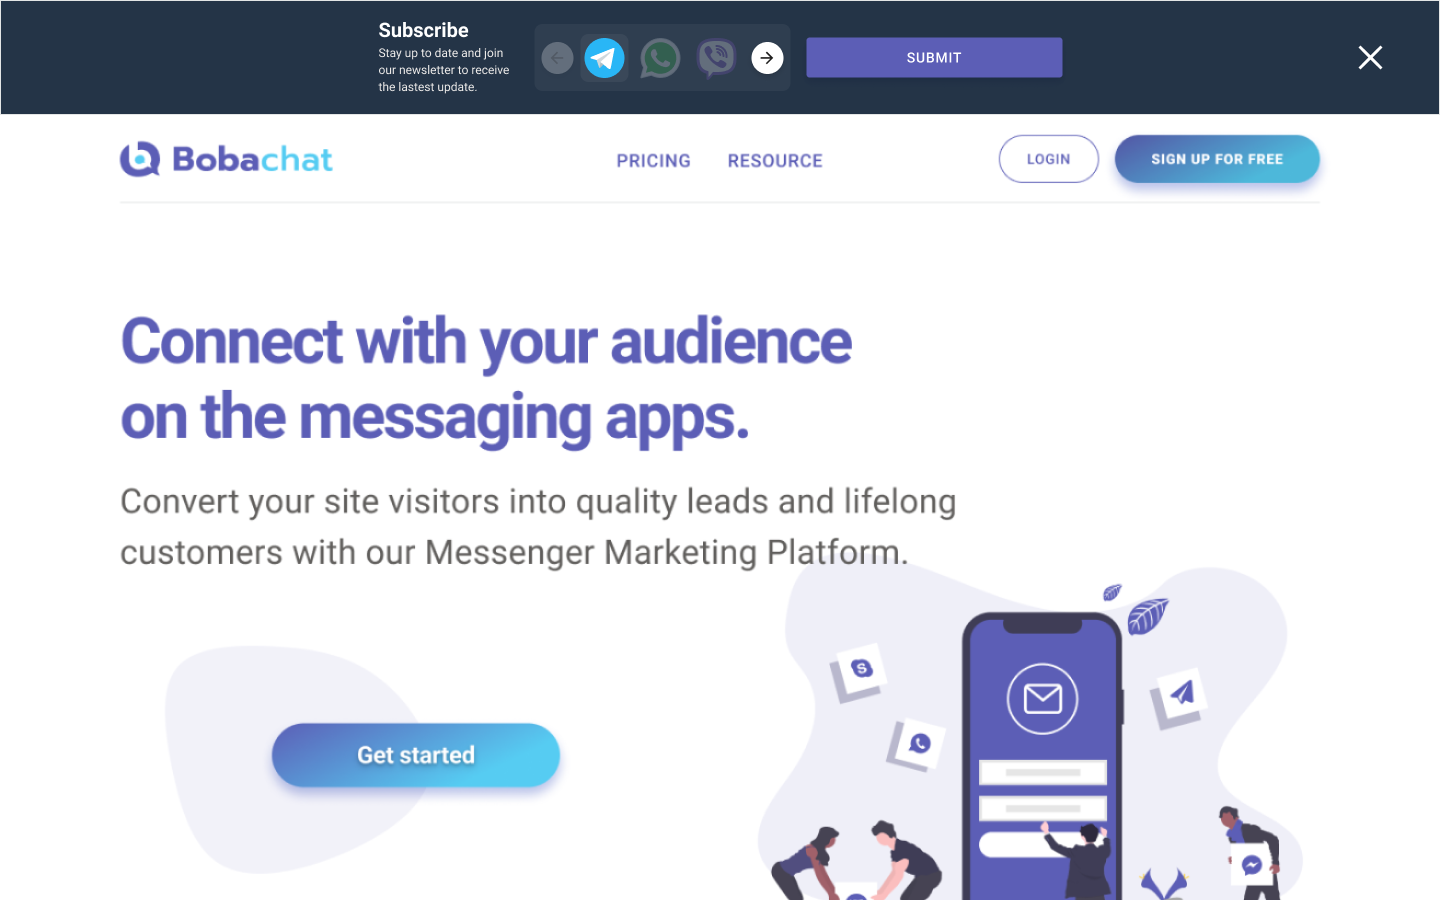 Subscribe
Stay up to date and join
our newsletter to receive
the lastest update.
SUBMIT
Bobachat
PRICING
RESOURCE
LOGIN
SIGN UP FOR FREE
Connect with your audience
on the messaging apps.
Convert your site visitors into quality leads and lifelong
customers with our Messenger Marketing Platform.
Get started